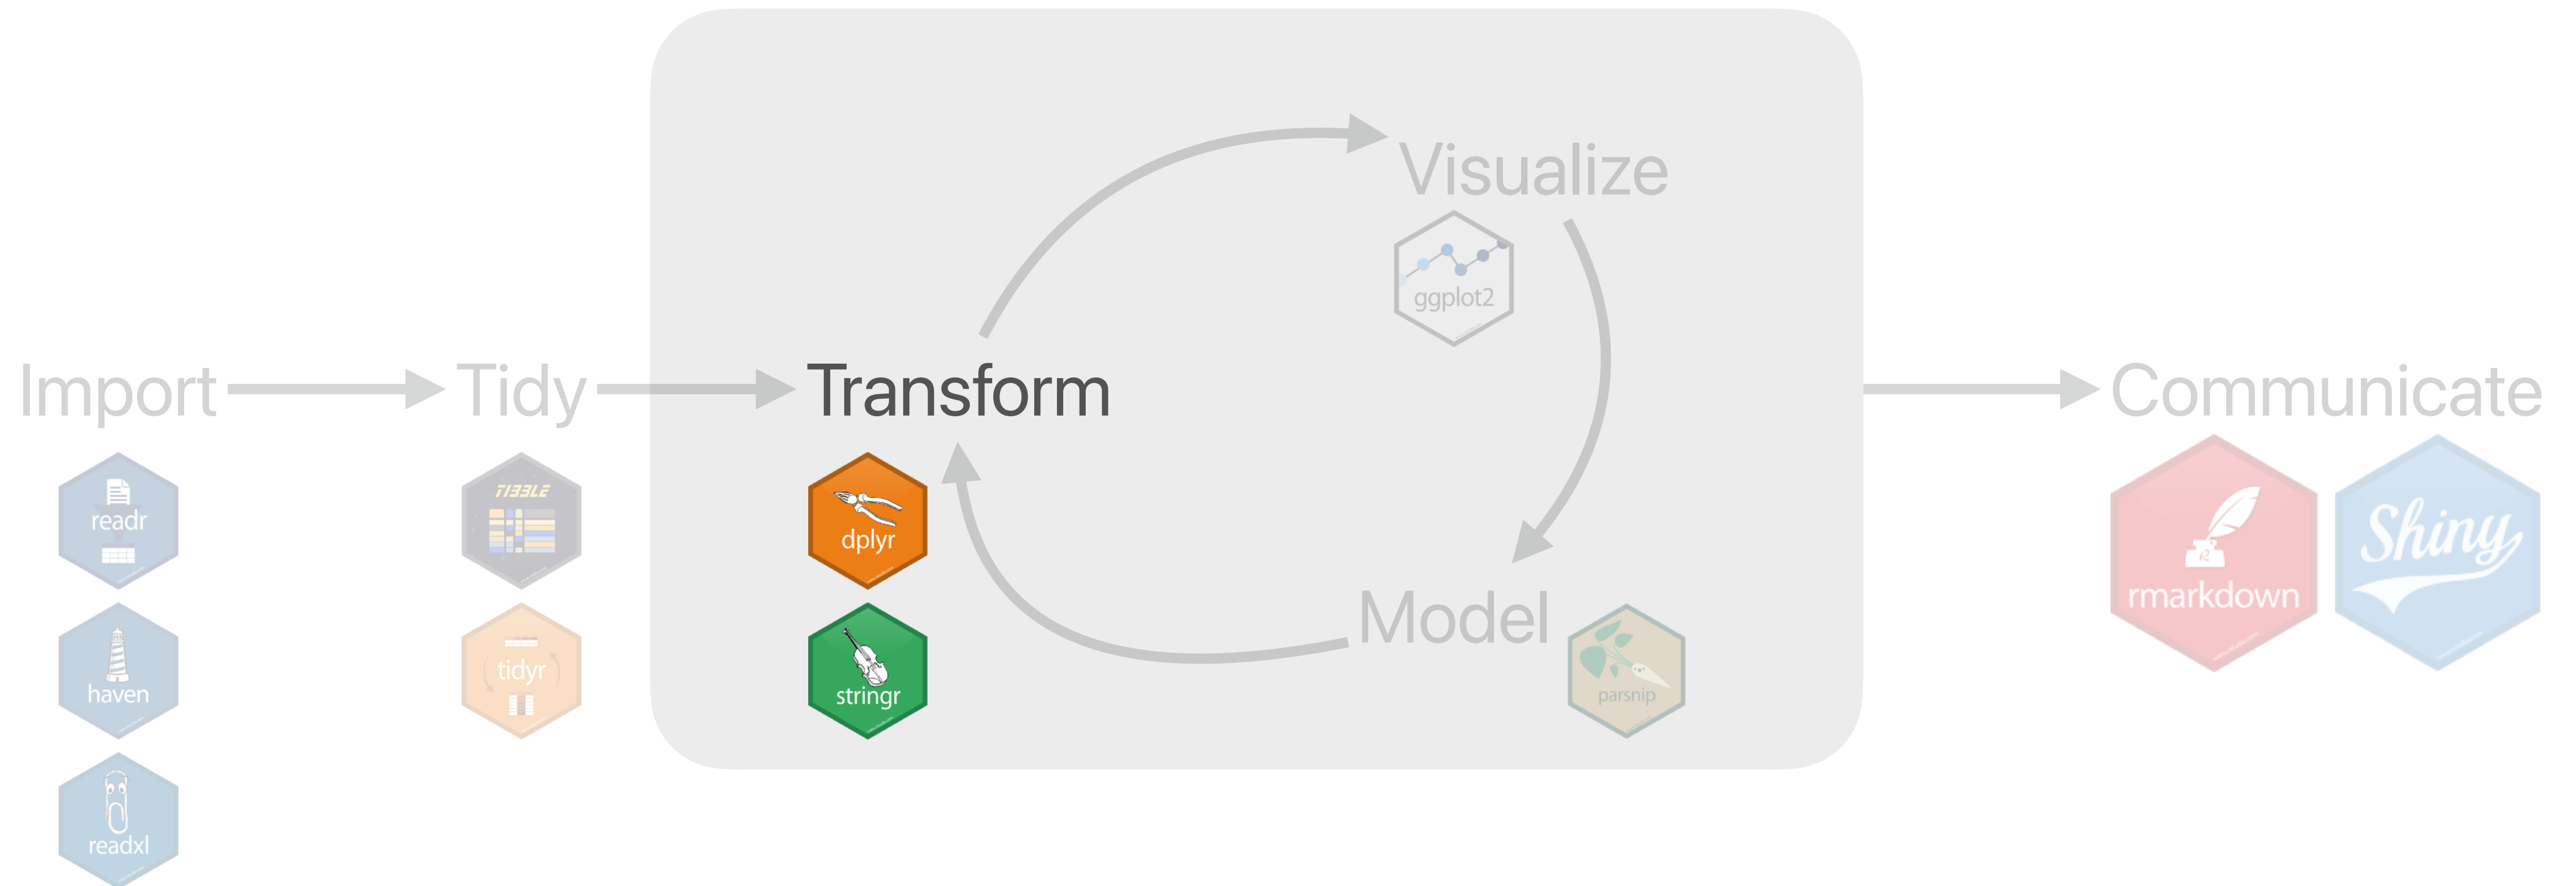 Import
readr
haven
readxl
Tidy
TIBBLE
tidyr
Transform
dplyr
stringr
Visualize
ggplot2
Model
parsnip
Communicate
rmarkdown
Shiny